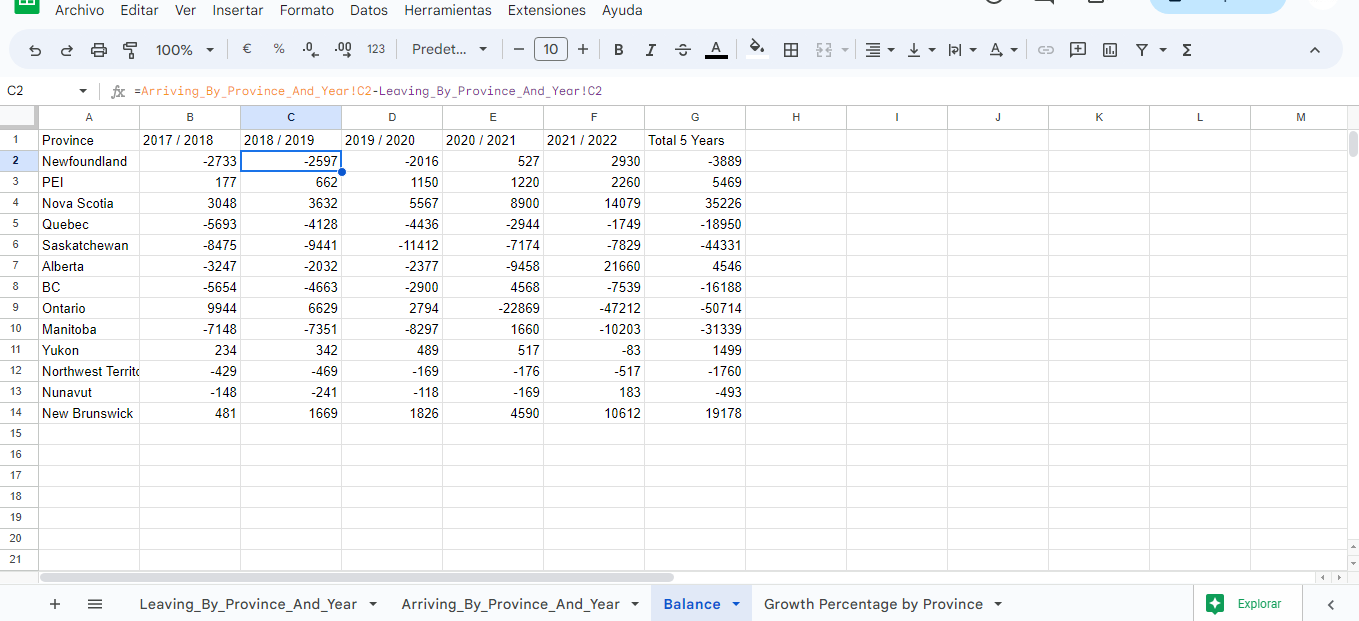 Archivo Editar Ver Insertar Formato Datos Herramientas Extensiones Ayuda
100% € % .0 .00 123 Predet... 10 B I S A Σ
C2 fx =Arriving_By_Province_And_Year!C2-Leaving_By_Province_And_Year!C2
A B C D E F G H I J K L M
1 Province 2017 / 2018 2018 / 2019 2019 / 2020 2020 / 2021 2021 / 2022 Total 5 Years
2 Newfoundland -2733 -2597 -2016 527 2930 -3889
3 PEI 177 662 1150 1220 2260 5469
4 Nova Scotia 3048 3632 5567 8900 14079 35226
5 Quebec -5693 -4128 -4436 -2944 -1749 -18950
6 Saskatchewan -8475 -9441 -11412 -7174 -7829 -44331
7 Alberta -3247 -2032 -2377 -9458 21660 4546
8 BC -5654 -4663 -2900 4568 -7539 -16188
9 Ontario 9944 6629 2794 -22869 -47212 -50714
10 Manitoba -7148 -7351 -8297 1660 -10203 -31339
11 Yukon 234 342 489 517 -83 1499
12 Northwest Territo -429 -469 -169 -176 -517 -1760
13 Nunavut -148 -241 -118 -169 183 -493
14 New Brunswick 481 1669 1826 4590 10612 19178
15
16
17
18
19
20
21
Leaving_By_Province_And_Year Arriving_By_Province_And_Year Balance Growth Percentage by Province Explorar